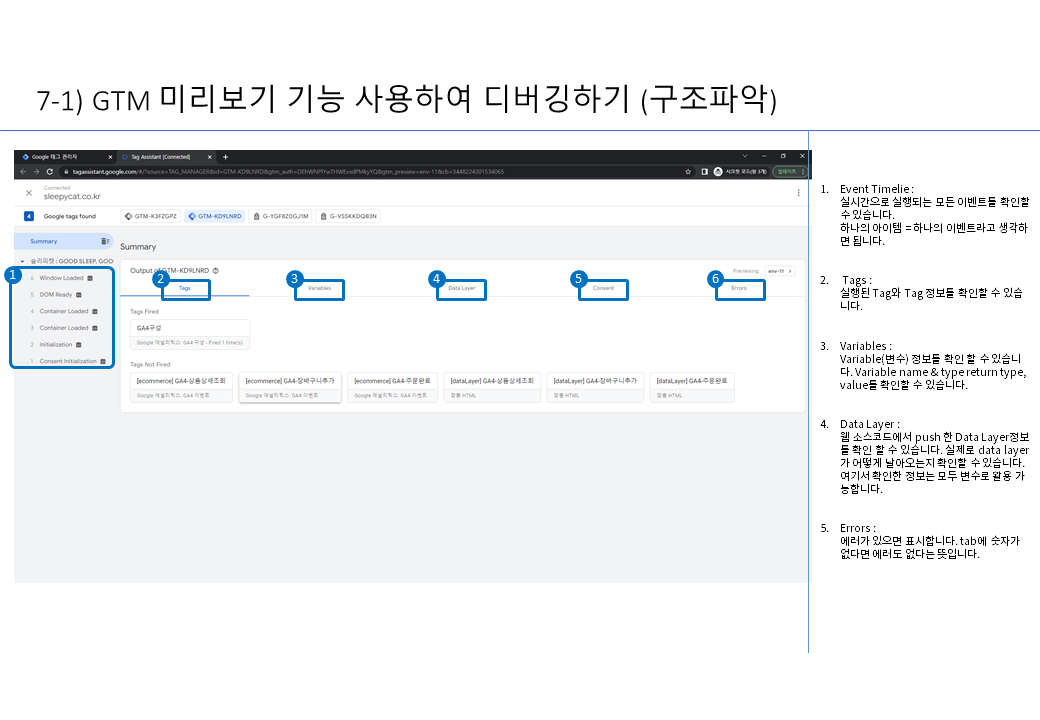 7-1) GTM 미리보기 기능 사용하여 디버깅하기 (구조파악)
Google 태그 관리자
Tag Assistant [Connected]
시크릿 모드(창 3개)
업데이트
Connected
sleepycat.co.kr
4
Google tags found
GTM-K3FZGPZ
GTM-KD9LNRD
G-YGF8Z0GJ1M
G-VSSKKDQB3N
Summary
슬리피캣 ; GOOD SLEEP, GOO
1
6 Window Loaded
5 DOM Ready
4 Container Loaded
3 Container Loaded
2 Initialization
1 Consent Initialization
Summary
Output of GTM-KD9LNRD
Previewing: env-11
2
Tags
3
Variables
4
Data Layer
5
Consent
6
Errors
Tags Fired
GA4구성
Google 애널리틱스: GA4 구성 - Fired 1 time(s)
Tags Not Fired
[ecommerce] GA4-상품상세조회
Google 애널리틱스: GA4 이벤트
[ecommerce] GA4-장바구니추가
Google 애널리틱스: GA4 이벤트
[ecommerce] GA4-주문완료
Google 애널리틱스: GA4 이벤트
[dataLayer] GA4-상품상세조회
맞춤 HTML
[dataLayer] GA4-장바구니추가
맞춤 HTML
[dataLayer] GA4-주문완료
맞춤 HTML
1. Event Timelie :
실시간으로 실행되는 모든 이벤트를 확인할
수 있습니다.
하나의 아이템 = 하나의 이벤트라고 생각하
면 됩니다.
2. Tags :
실행된 Tag와 Tag 정보를 확인할 수 있습
니다.
3. Variables :
Variable(변수) 정보를 확인 할 수 있습니
다. Variable name & type return type,
value를 확인할 수 있습니다.
4. Data Layer :
웹 소스코드에서 push 한 Data Layer정보
를 확인 할 수 있습니다. 실제로 data layer
가 어떻게 날아오는지 확인할 수 있습니다.
여기서 확인한 정보는 모두 변수로 활용 가
능합니다.
5. Errors :
에러가 있으면 표시합니다. tab에 숫자가
없다면 에러도 없다는 뜻입니다.